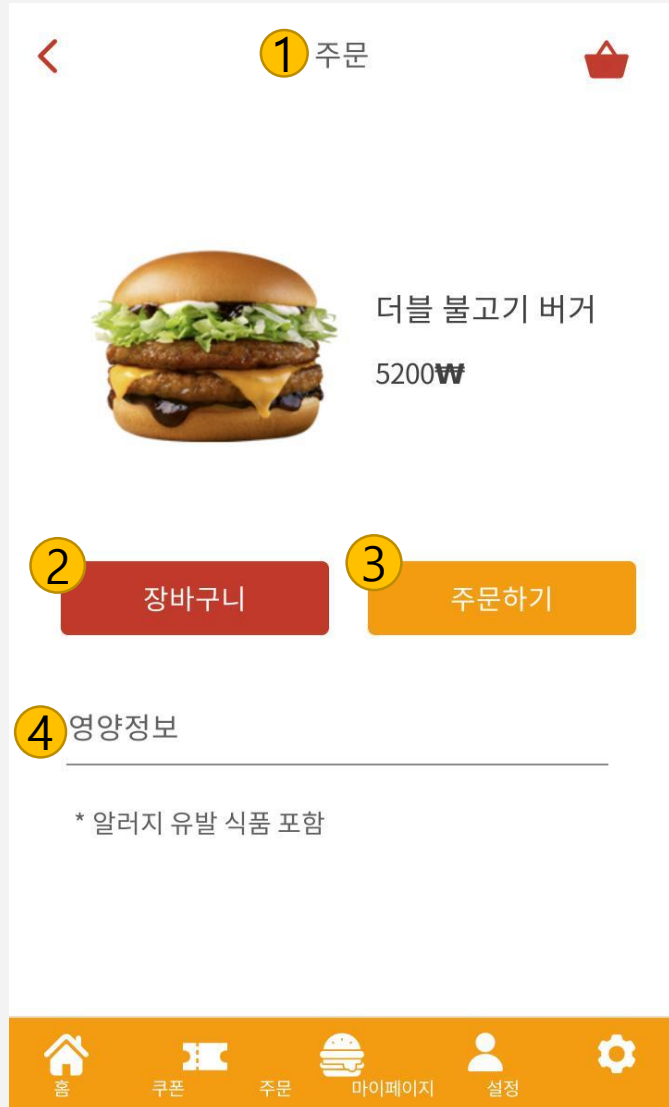 1 주문
더블 불고기 버거
5200₩
2 장바구니
3 주문하기
4 영양정보
* 알러지 유발 식품 포함
홈 쿠폰 주문 마이페이지 설정